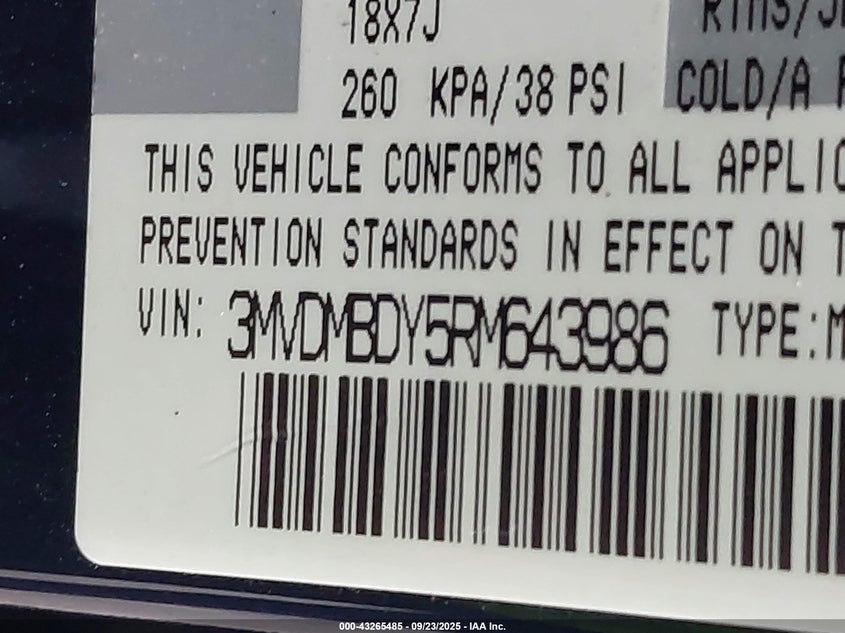 18X7J RIMS/J
260 KPA/38 PSI COLD/A
THIS VEHICLE CONFORMS TO ALL APPLIC
PREVENTION STANDARDS IN EFFECT ON T
VIN: 3MVDMBDY5RM643986 TYPE:M
000-43265485 - 09/23/2025 - IAA Inc.